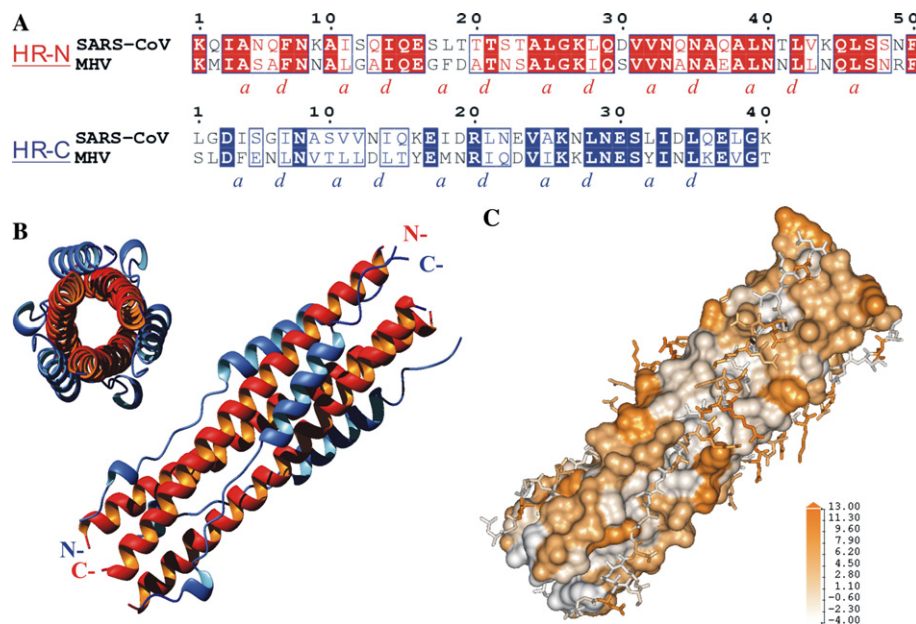 A
1 10 20 30 40 50
HR-N
SARS-CoV KQIANQFNKAISQIQESLTTTSTALGKLQDVVNQNAQALNTLVKQLSSNF
MHV KMIASAFNNALGAIQEGFDATNSALGKIQSVVNANAEALNNLLNQLSNRF
a d a d a d a d a d a d a
1 10 20 30 40
HR-C
SARS-CoV LGDISGINASVVNIQKEIDRLNEVAKNLNESLIDLQELGK
MHV SLDFENLNVTLLDLTYEMNRIQDVIKKLNESYINLKEVGT
a d a d a d a d a d
B
N-
C-
N-
C-
C
13.00
9.60
7.90
6.20
4.50
2.80
1.10
-0.60
-2.30
-4.00